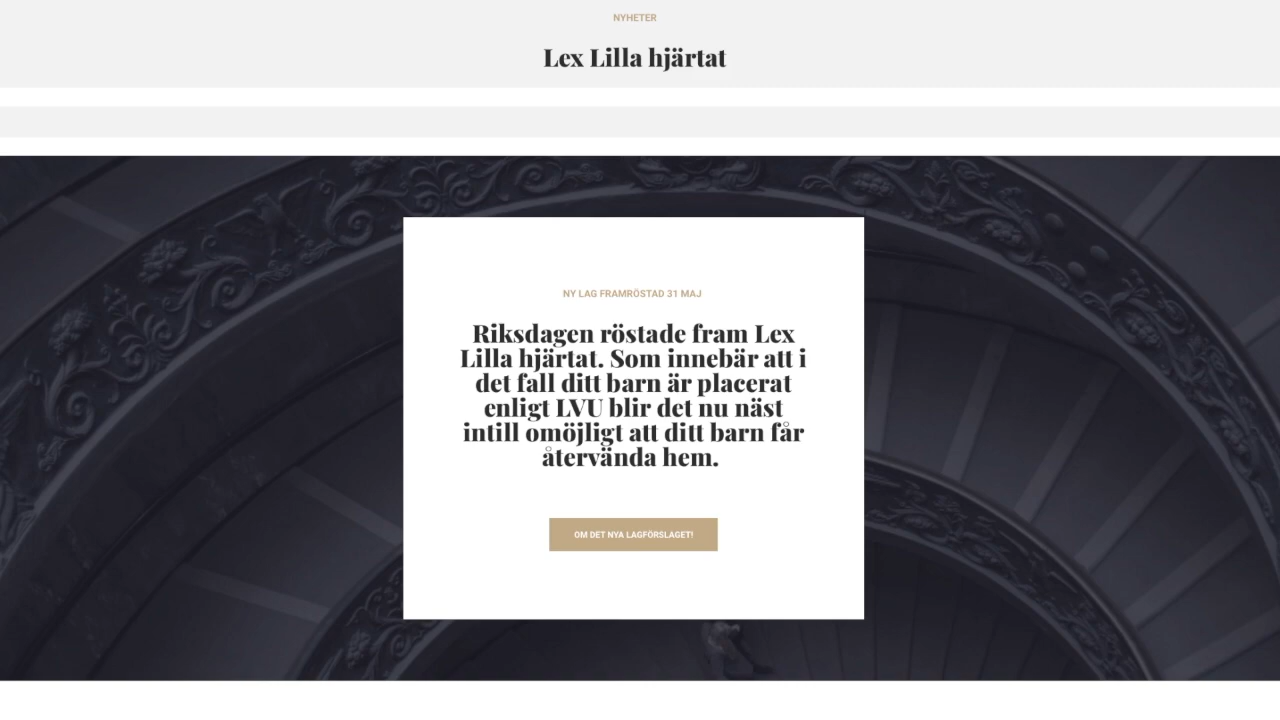 NYHETER
Lex Lilla hjärtat
NY LAG FRAMRÖSTAD 31 MAJ
Riksdagen röstade fram Lex
Lilla hjärtat. Som innebär att i
det fall ditt barn är placerat
enligt LVU blir det nu näst
intill omöjligt att ditt barn får
återvända hem.
OM DET NYA LAGFÖRSLAGET!